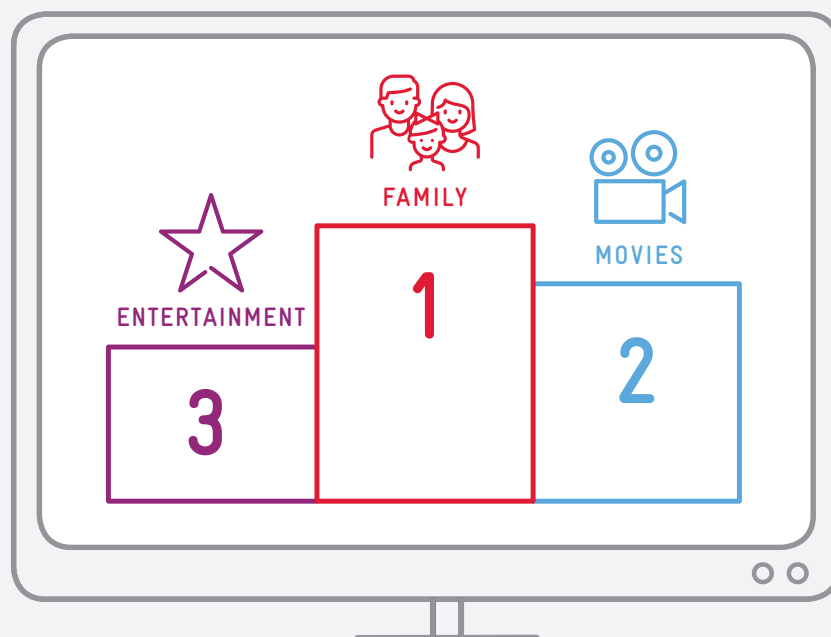 FAMILY
1
MOVIES
2
ENTERTAINMENT
3